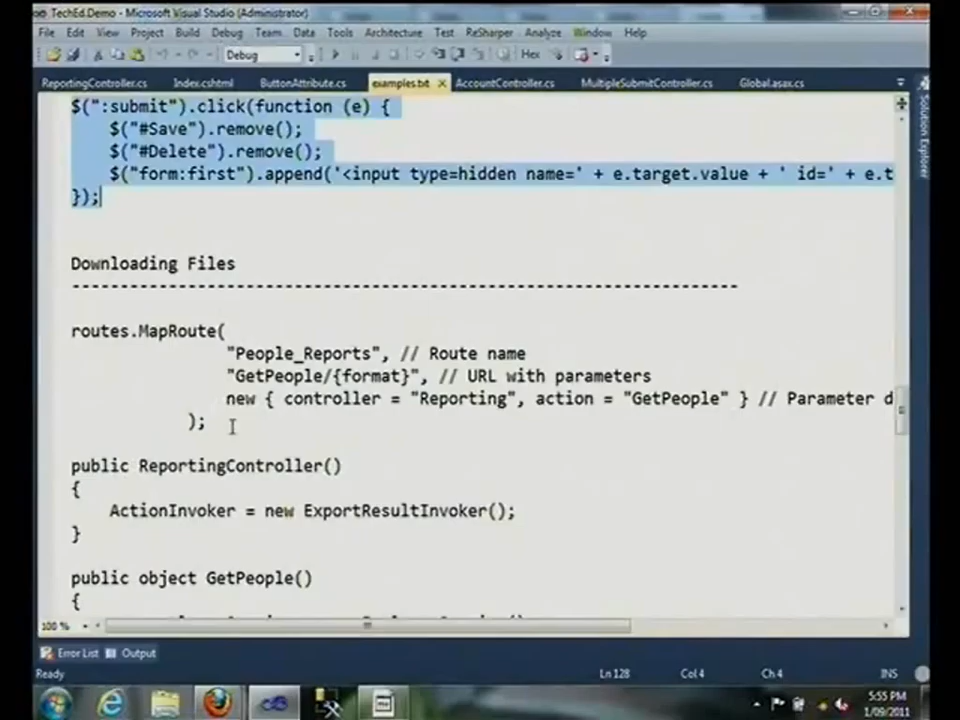 TechEd.Demo - Microsoft Visual Studio (Administrator)
File Edit View Project Build Debug Team Data Tools Architecture Test ReSharper Analyze Window Help
Debug Hex
ReportingController.cs Index.cshtml ButtonAttribute.cs examples.txt AccountController.cs MultipleSubmitController.cs Global.asax.cs
Solution Explorer
$(":submit").click(function (e) {
$("#Save").remove();
$("#Delete").remove();
$("form:first").append('<input type=hidden name=' + e.target.value + ' id=' + e.t
});
Downloading Files
----------------------------------------------------------------------
routes.MapRoute(
"People_Reports", // Route name
"GetPeople/{format}", // URL with parameters
new { controller = "Reporting", action = "GetPeople" } // Parameter d
);
public ReportingController()
{
ActionInvoker = new ExportResultInvoker();
}
public object GetPeople()
{
100 %
Error List Output
Ready Ln 128 Col 4 Ch 4 INS
5:55 PM
1/09/2011